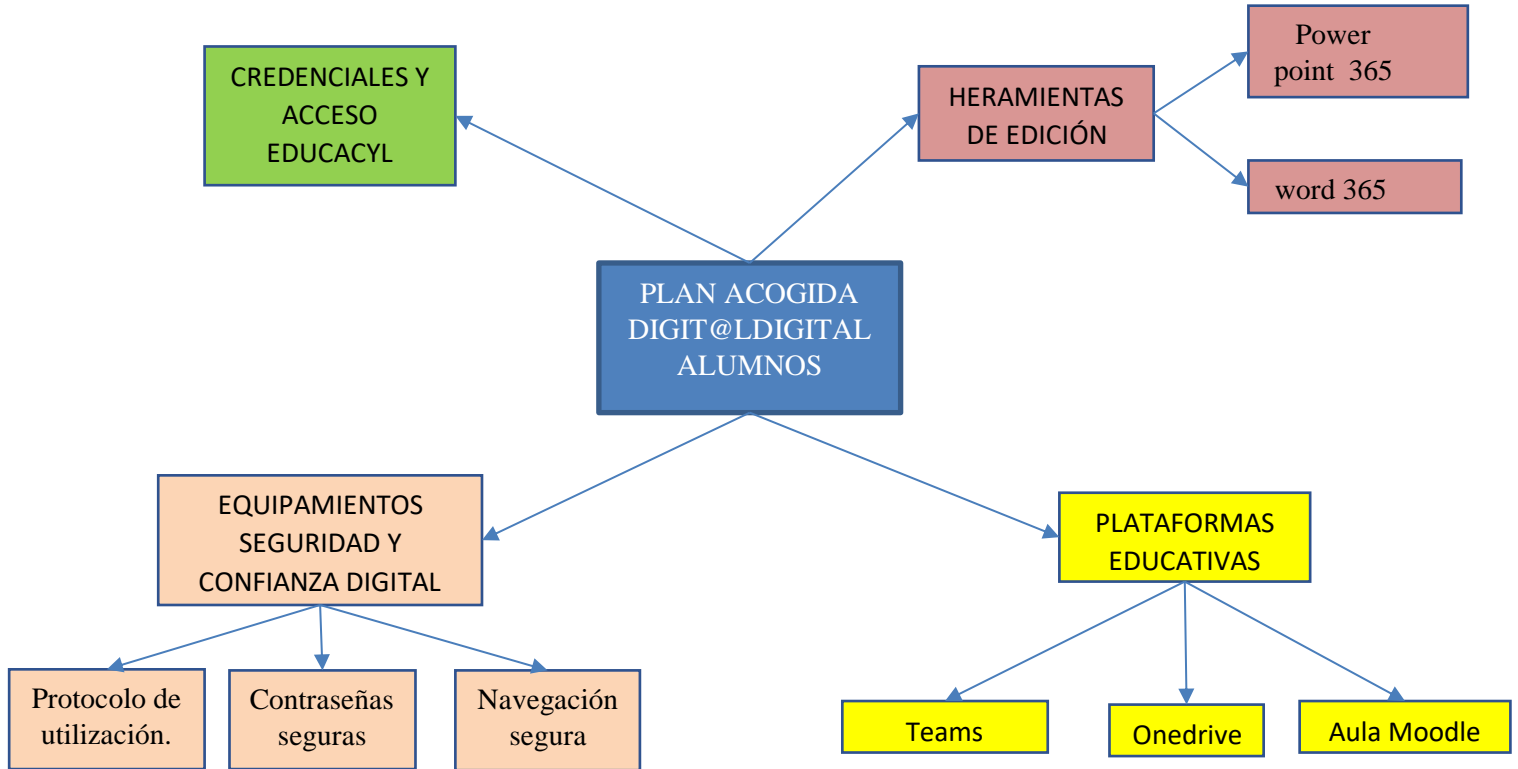 CREDENCIALES Y
ACCESO
EDUCACYL
HERAMIENTAS
DE EDICIÓN
Power
point 365
word 365
PLAN ACOGIDA
DIGIT@LDIGITAL
ALUMNOS
EQUIPAMIENTOS
SEGURIDAD Y
CONFIANZA DIGITAL
Protocolo de
utilización.
Contraseñas
seguras
Navegación
segura
PLATAFORMAS
EDUCATIVAS
Teams
Onedrive
Aula Moodle